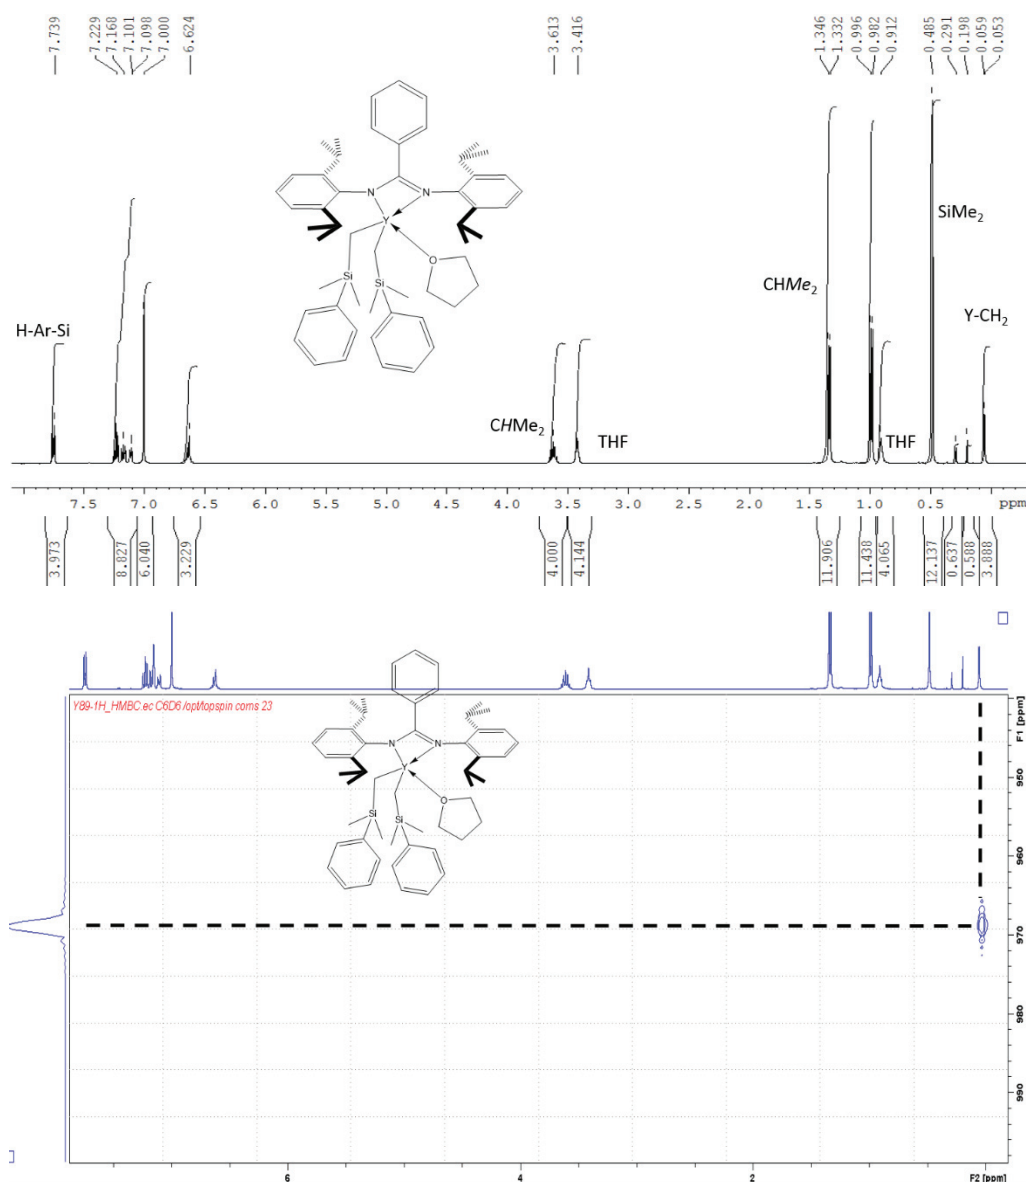 7.739
7.229
7.168
7.101
7.098
7.000
6.624
3.613
3.416
1.346
1.332
0.996
0.982
0.912
0.485
0.291
0.198
0.059
0.053
N
N
Y
O
Si
Si
H-Ar-Si
CHMe2
THF
CHMe2
THF
SiMe2
Y-CH2
7.5 7.0 6.5 6.0 5.5 5.0 4.5 4.0 3.5 3.0 2.5 2.0 1.5 1.0 0.5 ppm
3.973
8.827
6.040
3.229
4.000
4.144
11.906
11.438
4.065
12.137
0.637
0.588
3.888
Y89-1H_HMBC.ec C6D6 /opt/topspin coms 23
N
N
Y
O
Si
Si
F1 [ppm]
950
960
970
980
990
6 4 2 F2 [ppm]